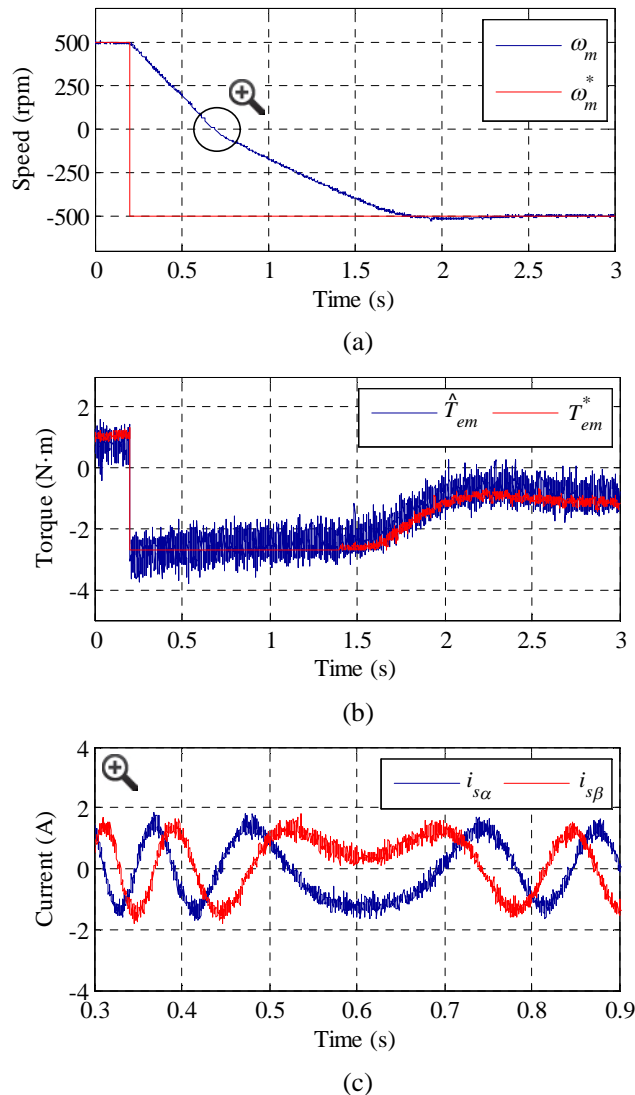 500
250
0
-250
-500
Speed (rpm)
ω_m
ω_m^*
0 0.5 1 1.5 2 2.5 3
Time (s)
(a)
2
0
-2
-4
Torque (N·m)
T̂_em T_em^*
0 0.5 1 1.5 2 2.5 3
Time (s)
(b)
4
2
0
-2
-4
Current (A)
i_sα i_sβ
0.3 0.4 0.5 0.6 0.7 0.8 0.9
Time (s)
(c)